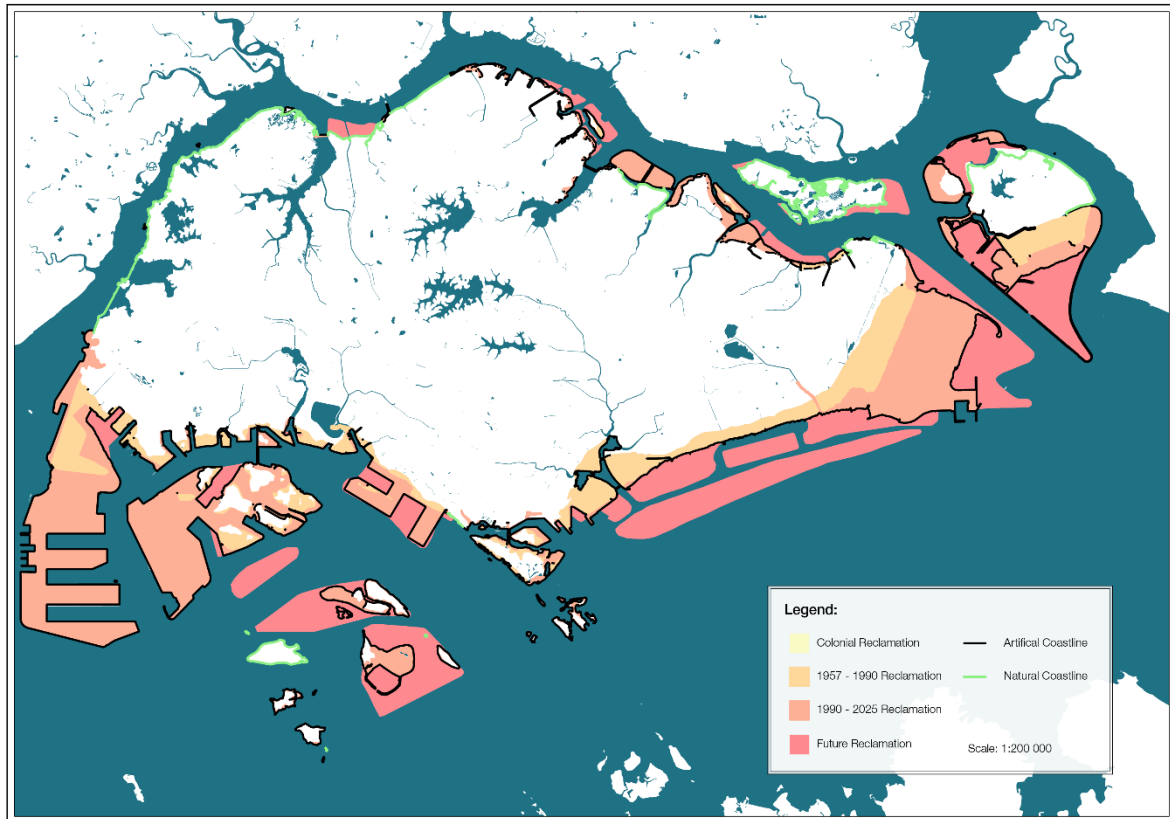 Legend:
Colonial Reclamation
1957 - 1990 Reclamation
1990 - 2025 Reclamation
Future Reclamation
Artifical Coastline
Natural Coastline
Scale: 1:200 000